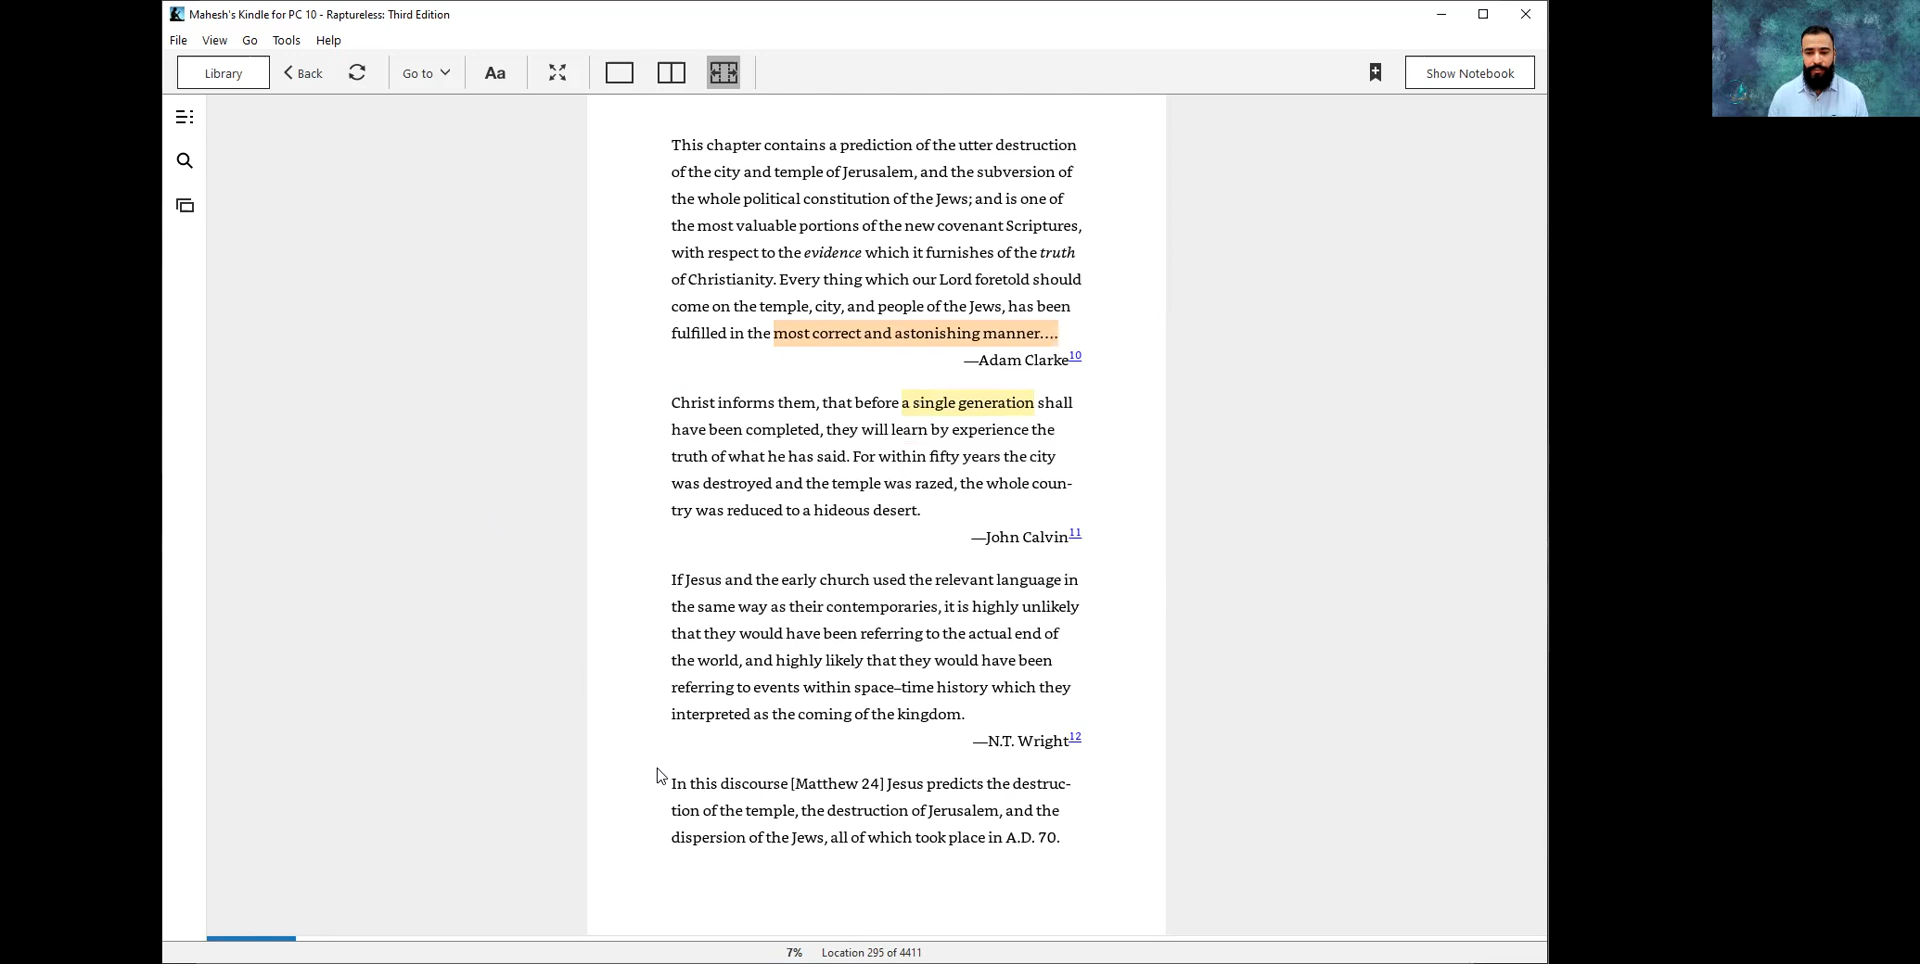 Mahesh's Kindle for PC 10 - Raptureless: Third Edition
File View Go Tools Help
Library Back Go to Aa Show Notebook
This chapter contains a prediction of the utter destruction
of the city and temple of Jerusalem, and the subversion of
the whole political constitution of the Jews; and is one of
the most valuable portions of the new covenant Scriptures,
with respect to the evidence which it furnishes of the truth
of Christianity. Every thing which our Lord foretold should
come on the temple, city, and people of the Jews, has been
fulfilled in the most correct and astonishing manner....
—Adam Clarke10
Christ informs them, that before a single generation shall
have been completed, they will learn by experience the
truth of what he has said. For within fifty years the city
was destroyed and the temple was razed, the whole coun-
try was reduced to a hideous desert.
—John Calvin11
If Jesus and the early church used the relevant language in
the same way as their contemporaries, it is highly unlikely
that they would have been referring to the actual end of
the world, and highly likely that they would have been
referring to events within space–time history which they
interpreted as the coming of the kingdom.
—N.T. Wright12
In this discourse [Matthew 24] Jesus predicts the destruc-
tion of the temple, the destruction of Jerusalem, and the
dispersion of the Jews, all of which took place in A.D. 70.
7% Location 295 of 4411